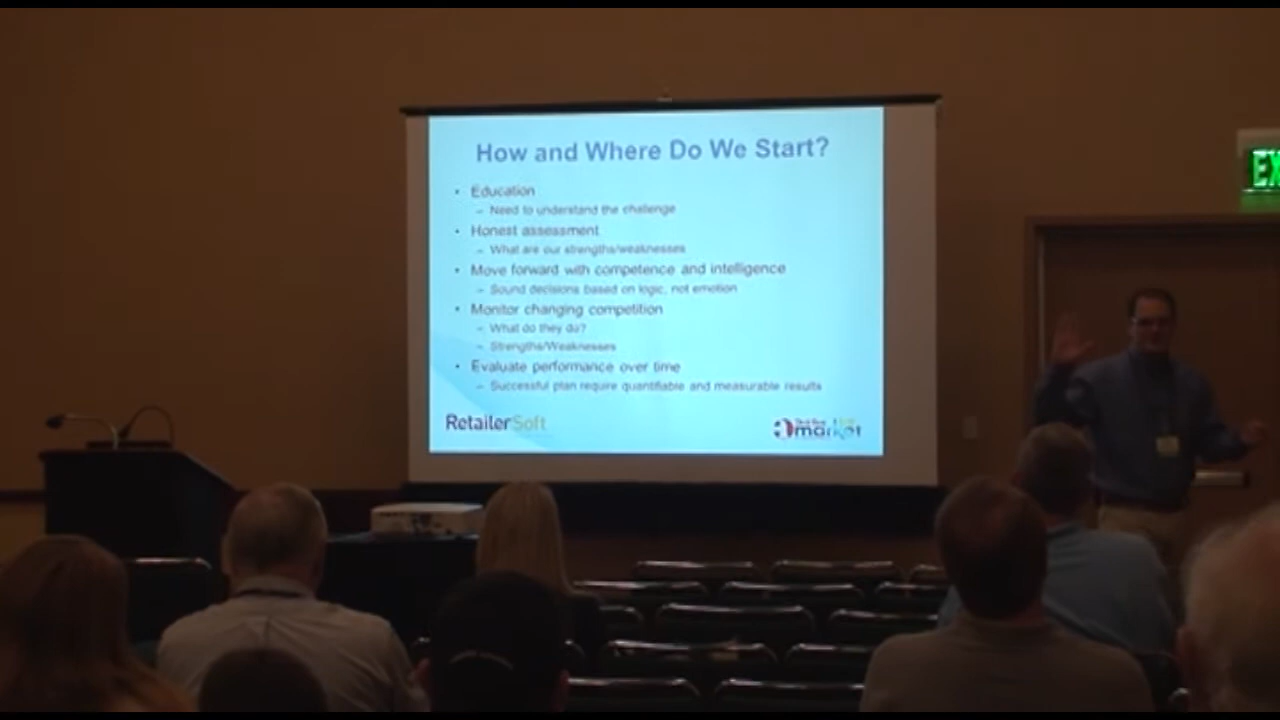 How and Where Do We Start?
• Education
– Need to understand the challenge
• Honest assessment
– What are our strengths/weaknesses
• Move forward with competence and intelligence
– Sound decisions based on logic, not emotion
• Monitor changing competition
– What do they do?
– Strengths/Weaknesses
• Evaluate performance over time
– Successful plan require quantifiable and measurable results
RetailerSoft
market
EX